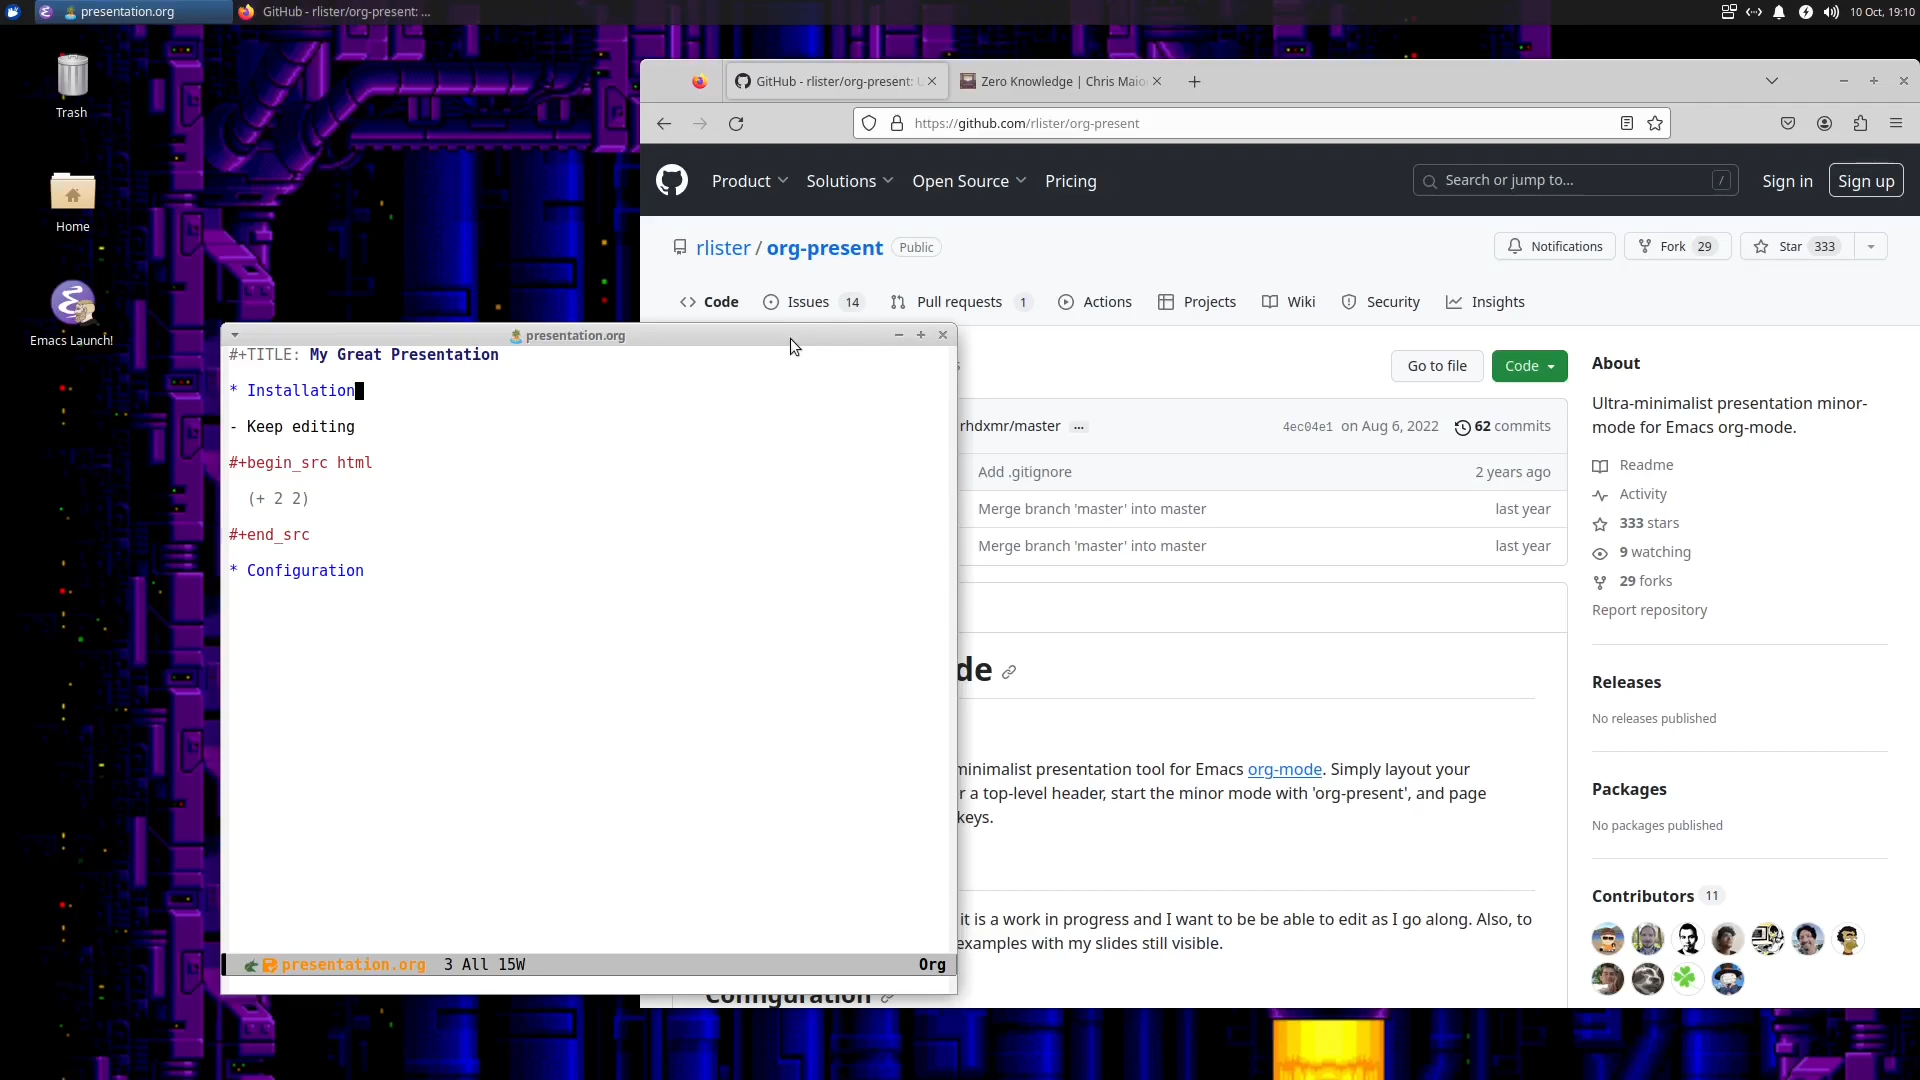 presentation.org
GitHub - rlister/org-present: ...
10 Oct, 19:10
Trash
Home
Emacs Launch!
GitHub - rlister/org-present: U
Zero Knowledge | Chris Maio
https://github.com/rlister/org-present
Product
Solutions
Open Source
Pricing
Search or jump to...
/
Sign in
Sign up
rlister / org-present
Public
Notifications
Fork 29
Star 333
Code
Issues 14
Pull requests 1
Actions
Projects
Wiki
Security
Insights
presentation.org
#+TITLE: My Great Presentation
* Installation
- Keep editing
#+begin_src html
(+ 2 2)
#+end_src
* Configuration
presentation.org 3 All 15W
Org
Go to file
Code
rhdxmr/master ...
4ec04e1 on Aug 6, 2022
62 commits
Add .gitignore
2 years ago
Merge branch 'master' into master
last year
Merge branch 'master' into master
last year
de
minimalist presentation tool for Emacs org-mode. Simply layout your
r a top-level header, start the minor mode with 'org-present', and page
keys.
it is a work in progress and I want to be be able to edit as I go along. Also, to
examples with my slides still visible.
Configuration
About
Ultra-minimalist presentation minor-
mode for Emacs org-mode.
Readme
Activity
333 stars
9 watching
29 forks
Report repository
Releases
No releases published
Packages
No packages published
Contributors 11